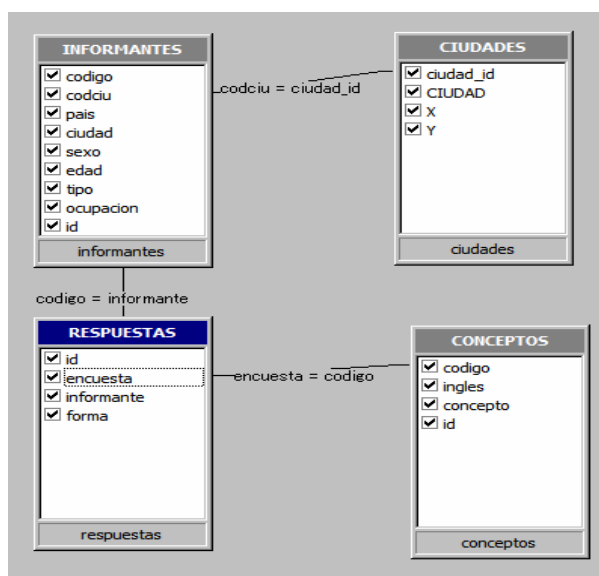 INFORMANTES
codigo
codciu
pais
ciudad
sexo
edad
tipo
ocupacion
id
informantes
codciu = ciudad_id
CIUDADES
ciudad_id
CIUDAD
X
Y
ciudades
codigo = informante
RESPUESTAS
id
encuesta
informante
forma
respuestas
encuesta = codigo
CONCEPTOS
codigo
ingles
concepto
id
conceptos